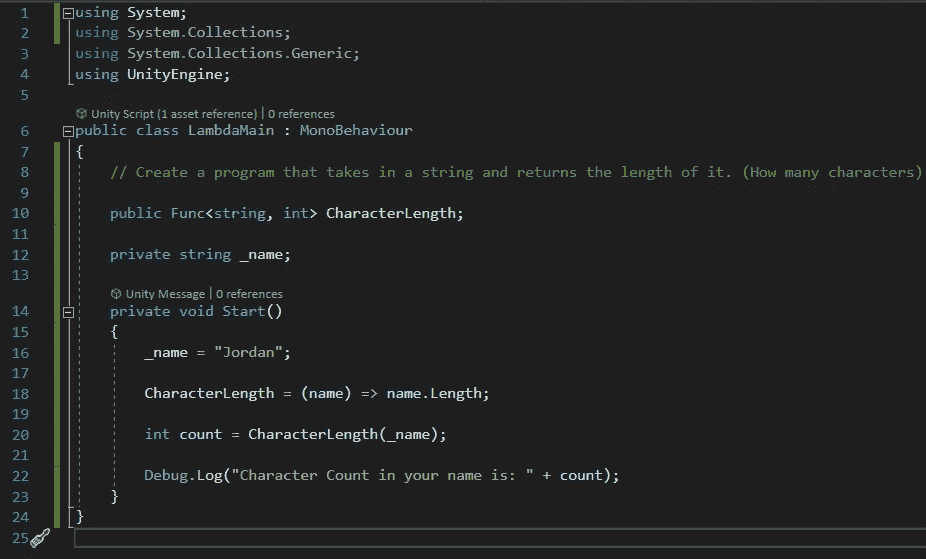 1 using System;
2 using System.Collections;
3 using System.Collections.Generic;
4 using UnityEngine;
5
Unity Script (1 asset reference) | 0 references
6 public class LambdaMain : MonoBehaviour
7 {
8 // Create a program that takes in a string and returns the length of it. (How many characters)
9
10 public Func<string, int> CharacterLength;
11
12 private string _name;
13
Unity Message | 0 references
14 private void Start()
15 {
16 _name = "Jordan";
17
18 CharacterLength = (name) => name.Length;
19
20 int count = CharacterLength(_name);
21
22 Debug.Log("Character Count in your name is: " + count);
23 }
24 }
25